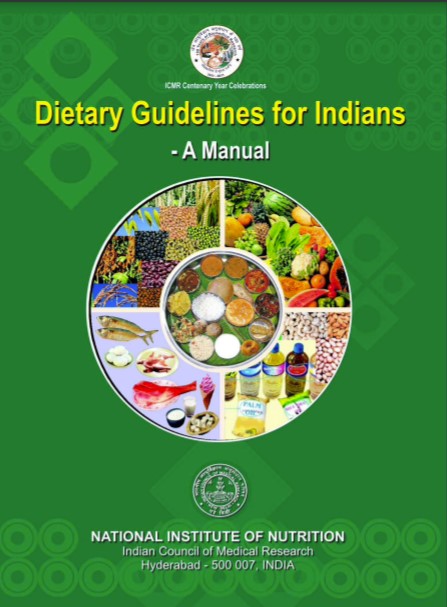 ICMR Centenary Year Celebrations
Dietary Guidelines for Indians
- A Manual
NATIONAL INSTITUTE OF NUTRITION
Indian Council of Medical Research
Hyderabad - 500 007, INDIA